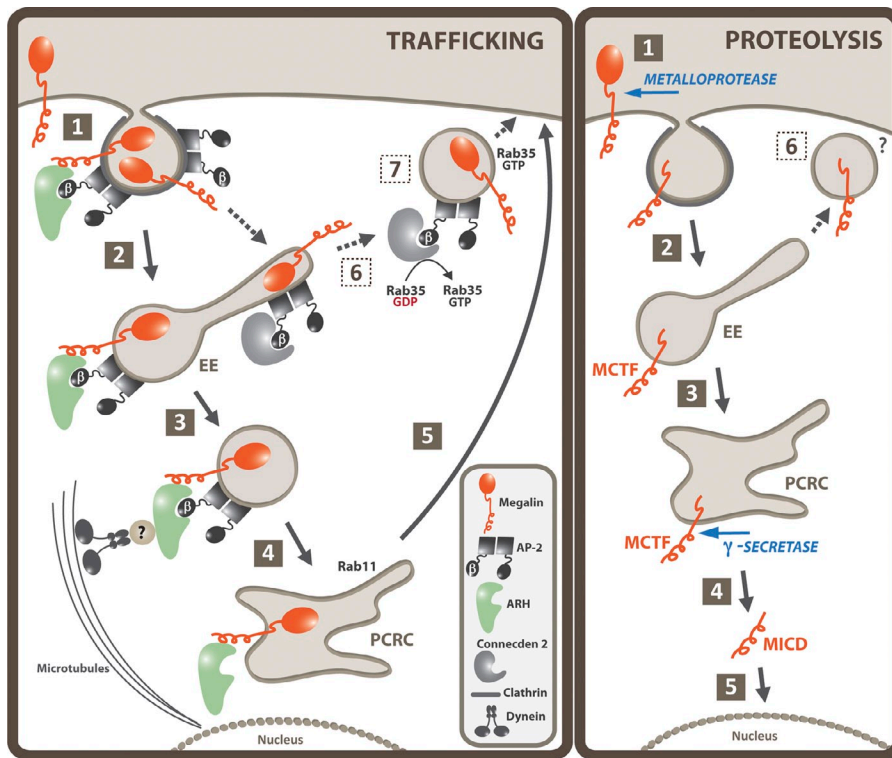 TRAFFICKING
1
β
β
2
7
Rab35
GTP
β
6
Rab35
GDP
Rab35
GTP
EE
β
β
3
5
β
?
4
Rab11
PCRC
Microtubules
Nucleus
Megalin
AP-2
β
ARH
Connecden 2
Clathrin
Dynein
PROTEOLYSIS
1
METALLOPROTEASE
6
?
2
EE
MCTF
3
PCRC
MCTF
γ -SECRETASE
4
MICD
5
Nucleus